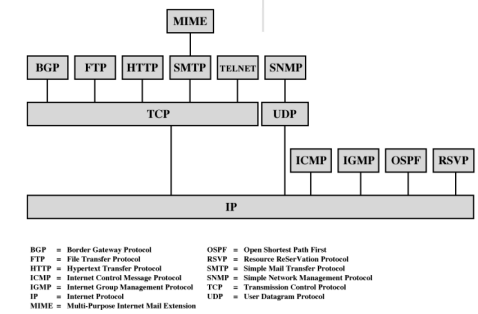 MIME
BGP FTP HTTP SMTP TELNET SNMP
TCP UDP
ICMP IGMP OSPF RSVP
IP
BGP = Border Gateway Protocol
FTP = File Transfer Protocol
HTTP = Hypertext Transfer Protocol
ICMP = Internet Control Message Protocol
IGMP = Internet Group Management Protocol
IP = Internet Protocol
MIME = Multi-Purpose Internet Mail Extension
OSPF = Open Shortest Path First
RSVP = Resource ReSerVation Protocol
SMTP = Simple Mail Transfer Protocol
SNMP = Simple Network Management Protocol
TCP = Transmission Control Protocol
UDP = User Datagram Protocol